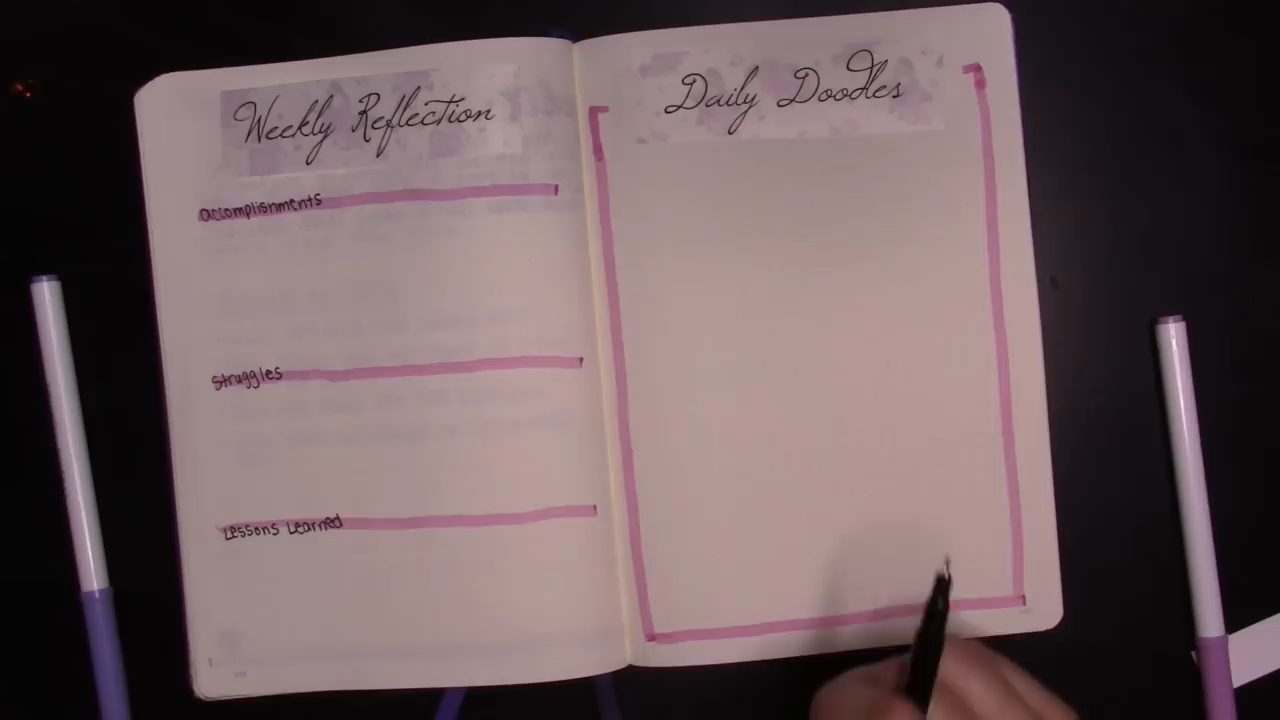 Weekly Reflection
accomplishments
Struggles
Lessons Learned
Daily Doodles